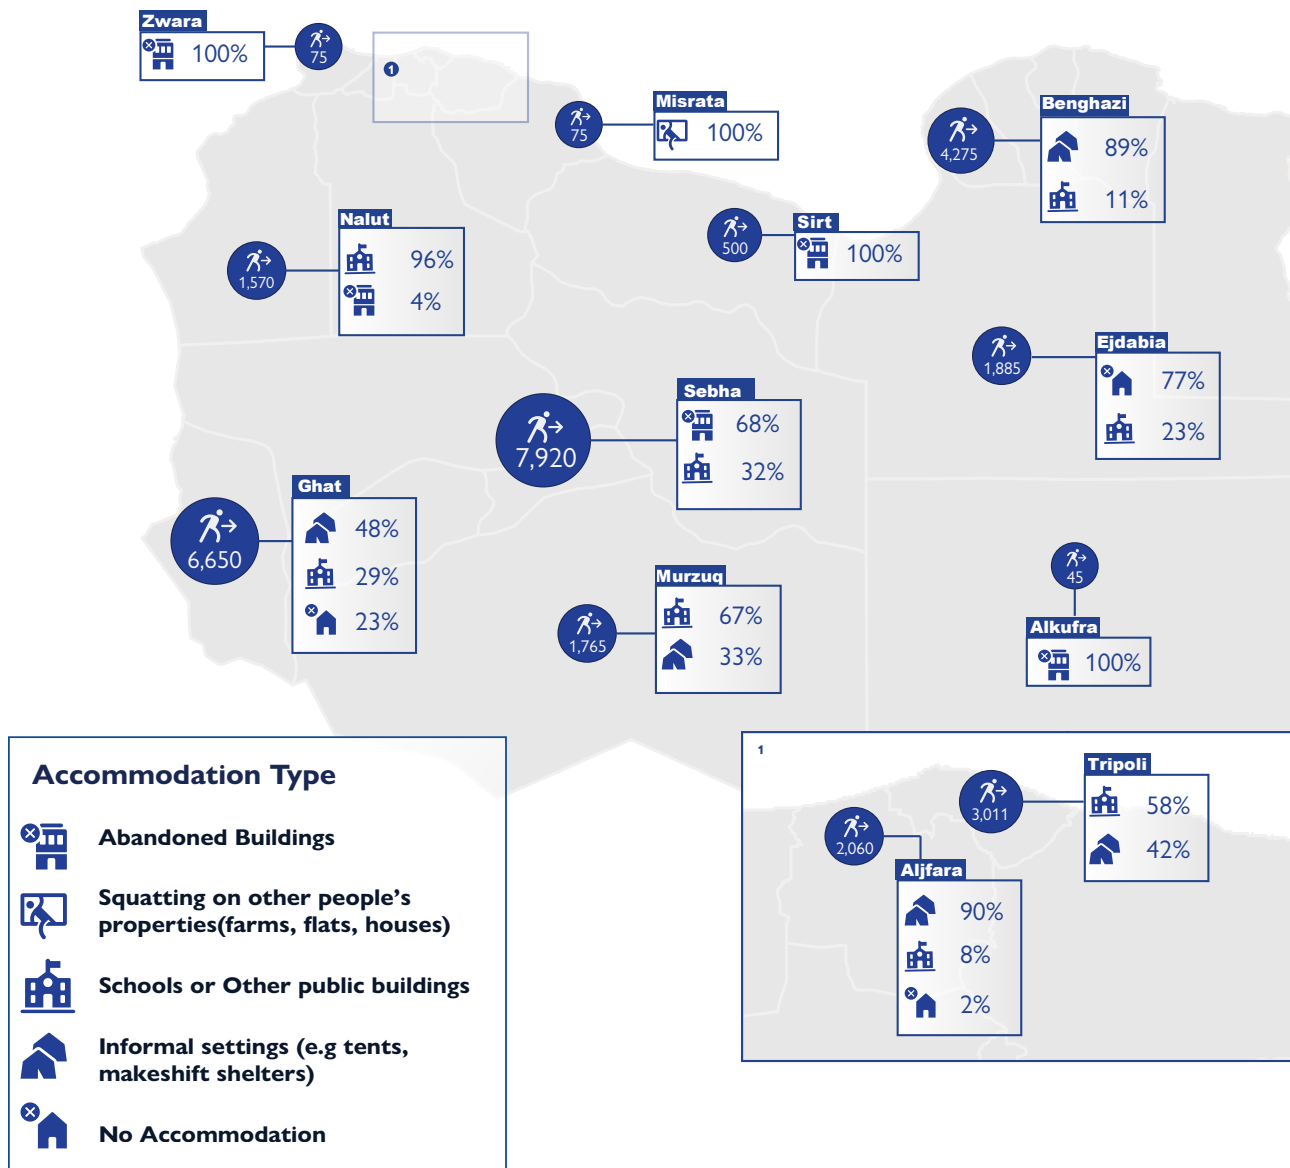 Zwara
100%
75
1
Misrata
75
100%
Benghazi
4,275
89%
11%
Nalut
1,570
96%
4%
Sirt
500
100%
Ejdabia
1,885
77%
23%
Sebha
7,920
68%
32%
Ghat
6,650
48%
29%
23%
Murzuq
1,765
67%
33%
45
Alkufra
100%
Accommodation Type
Abandoned Buildings
Squatting on other people's
properties(farms, flats, houses)
Schools or Other public buildings
Informal settings (e.g tents,
makeshift shelters)
No Accommodation
1
Tripoli
3,011
58%
42%
2,060
Aljfara
90%
8%
2%